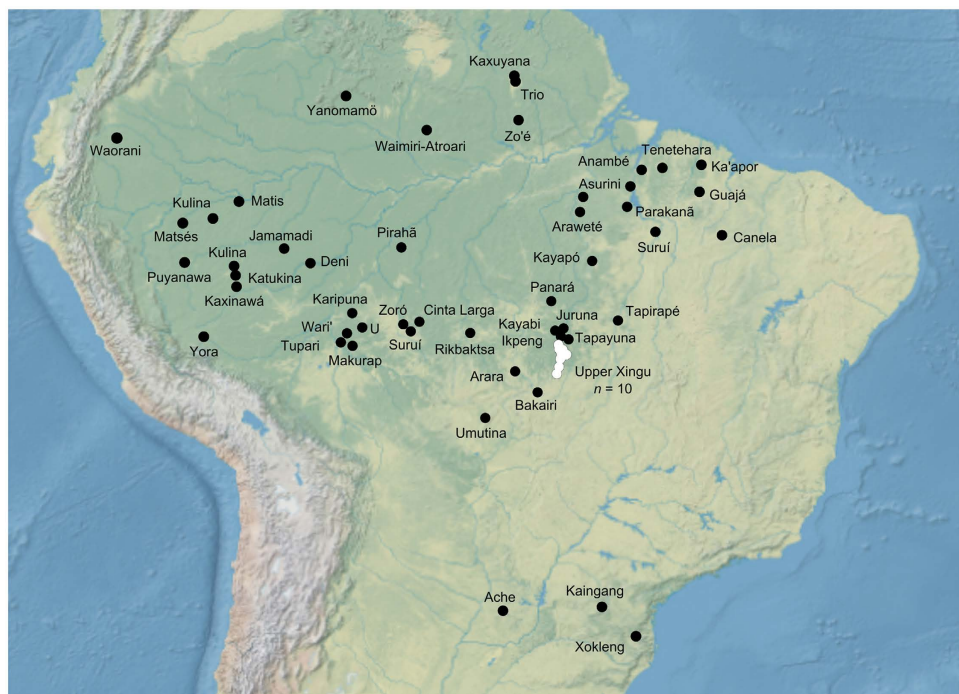 Kaxuyana
Trio
Yanomamö
Zo'é
Waimiri-Atroari
Waorani
Tenetehara
Anambé
Ka'apor
Asurini
Guajá
Parakanã
Araweté
Suruí
Canela
Kulina
Matis
Matsés
Jamamadi
Pirahã
Kulina
Deni
Puyanawa
Katukina
Kaxinawá
Kayapó
Panará
Karipuna
Zoró
Cinta Larga
Juruna
Tapirapé
Wari'
U
Kayabi
Suruí
Rikbaktsa
Ikpeng
Tapayuna
Yora
Tupari
Makurap
Arara
Upper Xingu
n = 10
Bakairi
Umutina
Ache
Kaingang
Xokleng